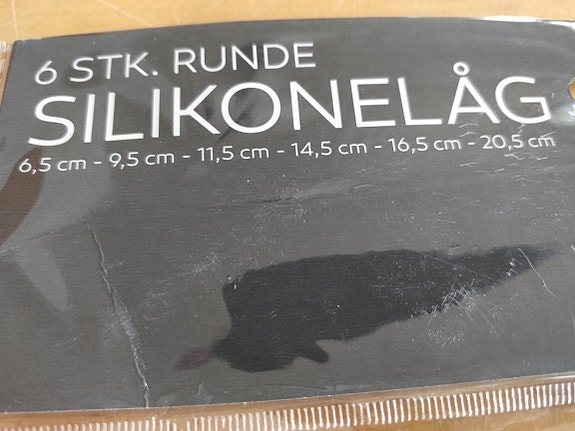 6 STK. RUNDE
SILIKONELÅG
6,5 cm - 9,5 cm - 11,5 cm - 14,5 cm - 16,5 cm - 20,5 cm